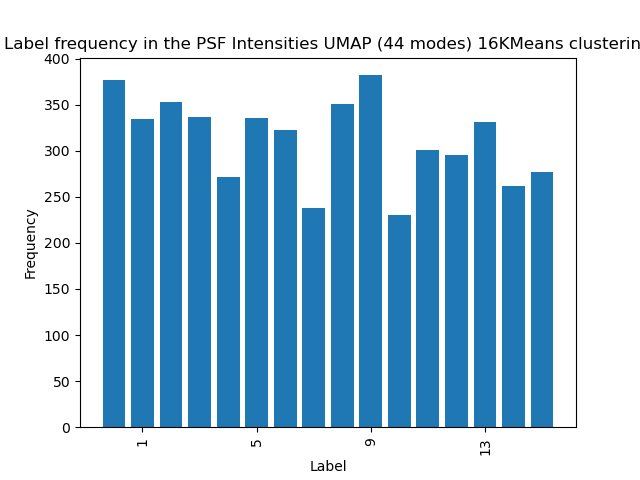 Label frequency in the PSF Intensities UMAP (44 modes) 16KMeans clusterin
400
350
300
250
200
150
100
50
0
Frequency
1 5 9 13
Label